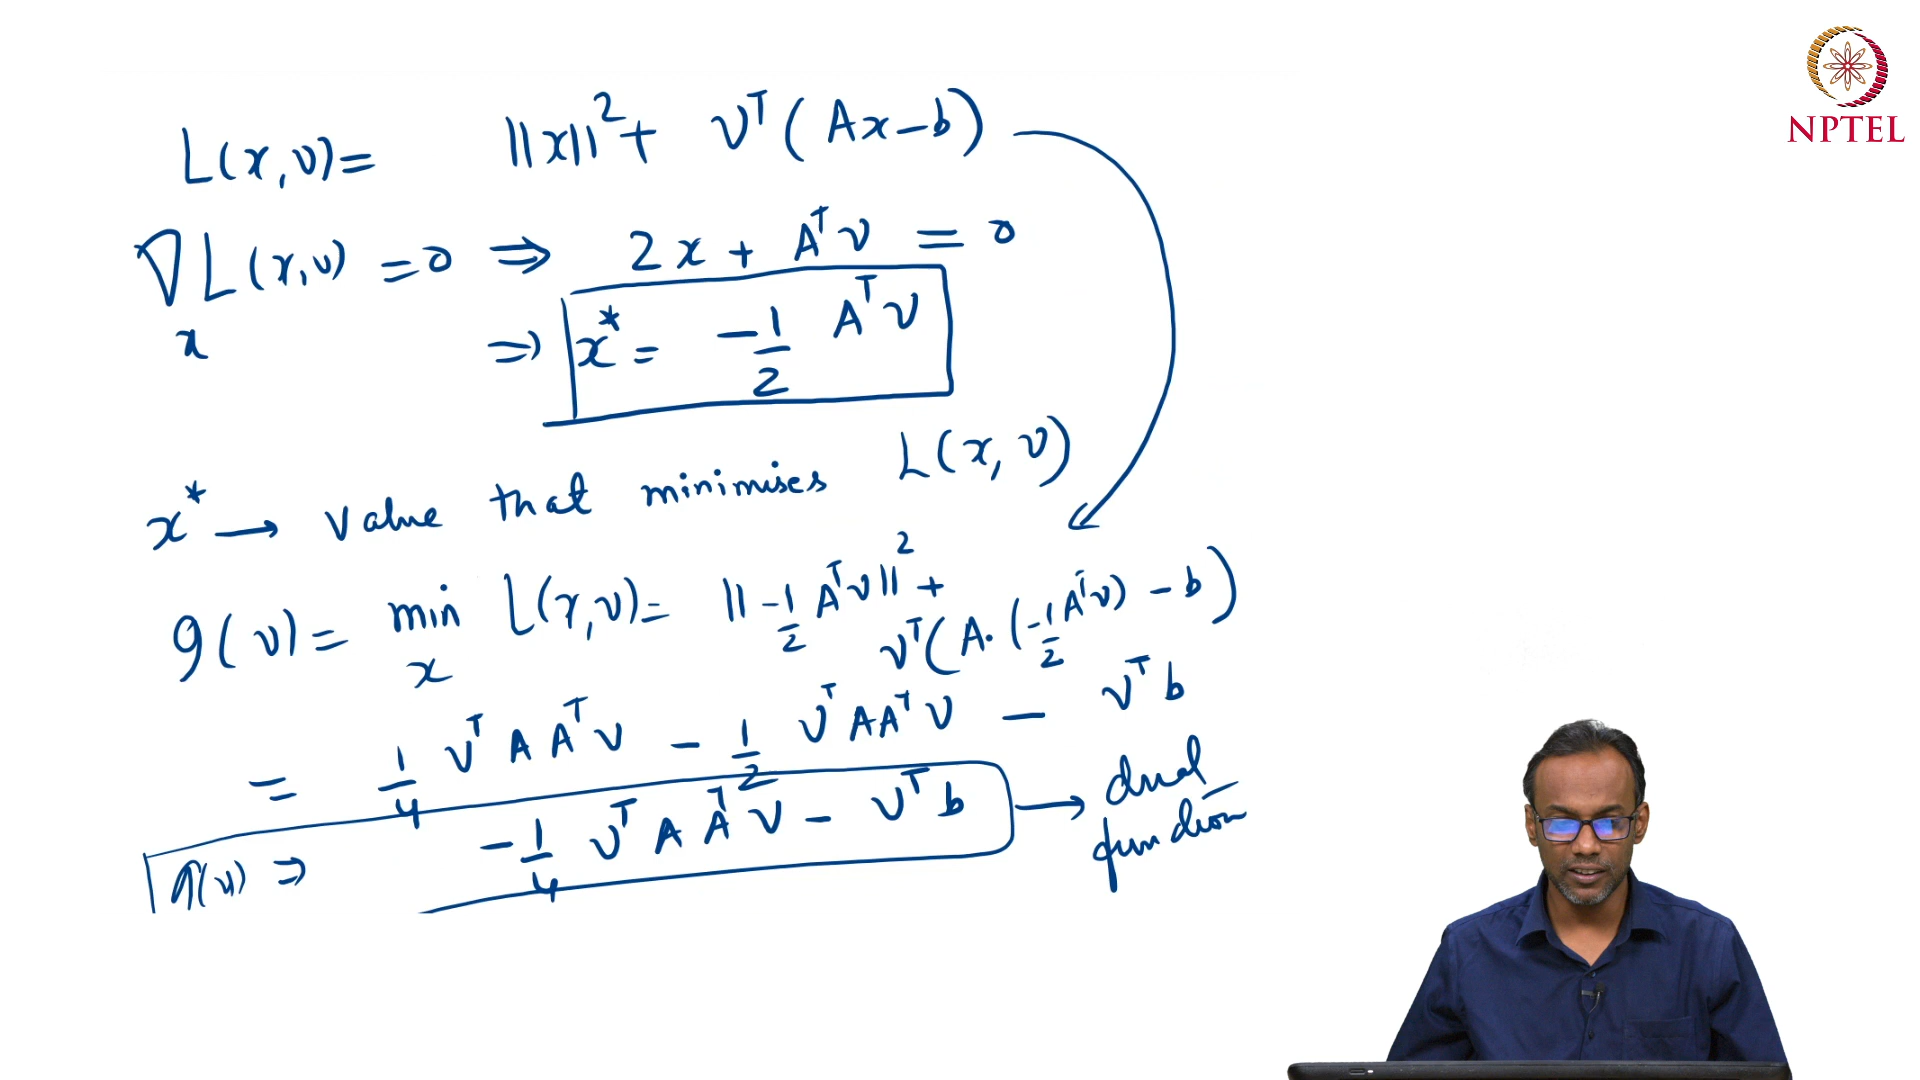 NPTEL
L(x,ν)= ||x||² + νᵀ(Ax-b)
∇ₓL(x,ν) = 0 ⇒ 2x + Aᵀν = 0
⇒ x* = -1/2 Aᵀν
x* → value that minimises L(x,ν)
g(ν) = min L(x,ν) = ||-1/2 Aᵀν||² +
x νᵀ(A.(-1/2 Aᵀν) - b)
= 1/4 νᵀAAᵀν - 1/2 νᵀAAᵀν - νᵀb
g(ν) ⇒ -1/4 νᵀAAᵀν - νᵀb → dual
function